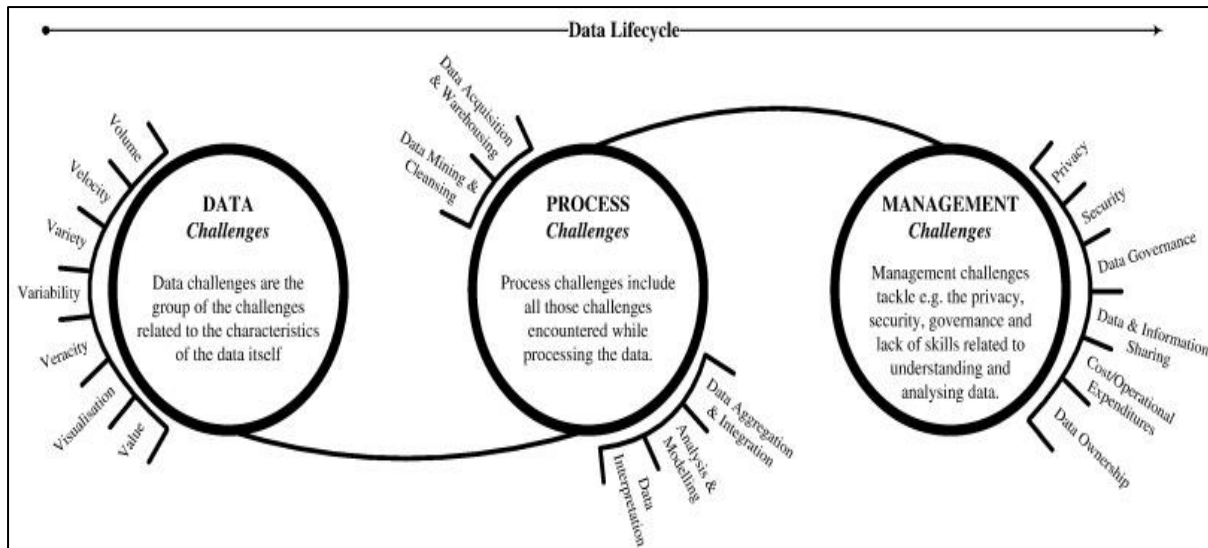 Data Lifecycle
Volume
Velocity
Variety
Variability
Veracity
Visualisation
Value
DATA
Challenges
Data challenges are the
group of the challenges
related to the characteristics
of the data itself
Data Acquisition
& Warehousing
Data Mining &
Cleansing
PROCESS
Challenges
Process challenges include
all those challenges
encountered while
processing the data.
Data Aggregation
& Integration
Analysis &
Modelling
Data
Interpretation
MANAGEMENT
Challenges
Management challenges
tackle e.g. the privacy,
security, governance and
lack of skills related to
understanding and
analysing data.
Privacy
Security
Data Governance
Data & Information
Sharing
Cost/Operational
Expenditures
Data Ownership